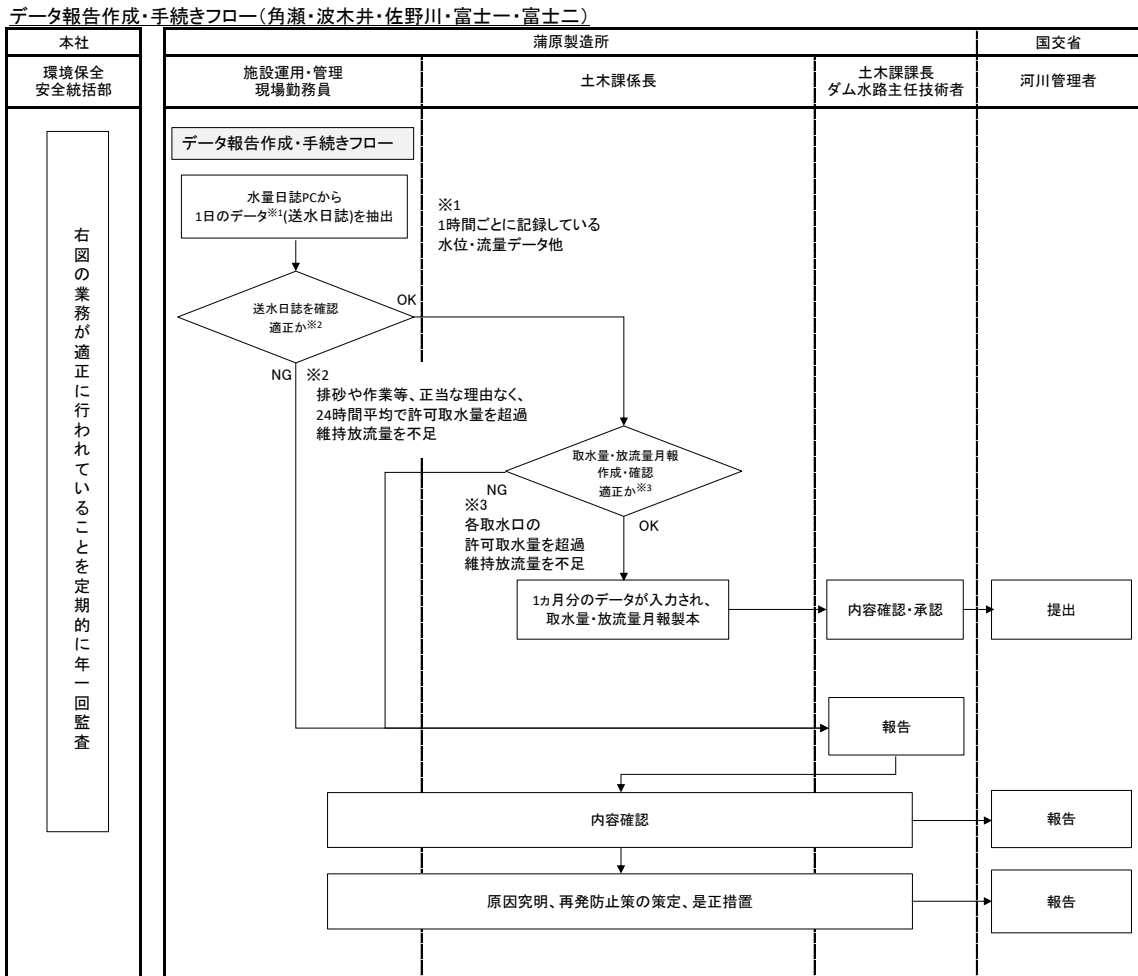 データ報告作成・手続きフロー(角瀬・波木井・佐野川・富士一・富士二)
本社
蒲原製造所
国交省
環境保全
安全統括部
施設運用・管理
現場勤務員
土木課係長
土木課課長
ダム水路主任技術者
河川管理者
右図の業務が適正に行われていることを定期的に年一回監査
データ報告作成・手続きフロー
水量日誌PCから
1日のデータ※1(送水日誌)を抽出
※1
1時間ごとに記録している
水位・流量データ他
送水日誌を確認
適正か※2
OK
NG
※2
排砂や作業等、正当な理由なく、
24時間平均で許可取水量を超過
維持放流量を不足
取水量・放流量月報
作成・確認
適正か※3
NG
※3
各取水口の
許可取水量を超過
維持放流量を不足
OK
1ヵ月分のデータが入力され、
取水量・放流量月報製本
内容確認・承認
提出
報告
内容確認
報告
原因究明、再発防止策の策定、是正措置
報告